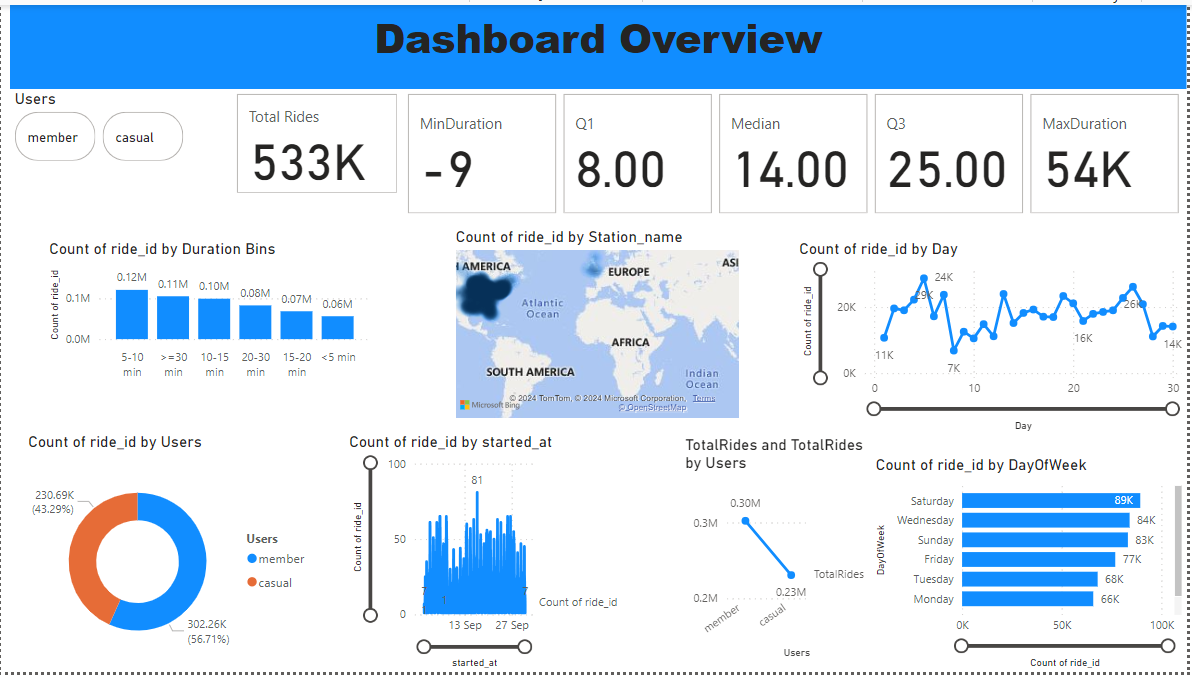 Dashboard Overview
Users
member
casual
Total Rides
533K
MinDuration
-9
Q1
8.00
Median
14.00
Q3
25.00
MaxDuration
54K
Count of ride_id by Duration Bins
Count of ride_id
0.1M
0.0M
0.12M
0.11M
0.10M
0.08M
0.07M
0.06M
5-10 min
>=30 min
10-15 min
20-30 min
15-20 min
<5 min
Count of ride_id by Station_name
AMERICA
EUROPE
ASI
Atlantic
Ocean
AFRICA
SOUTH AMERICA
Indian
Ocean
Microsoft Bing
© 2024 TomTom, © 2024 Microsoft Corporation, Terms
© OpenStreetMap
Count of ride_id by Day
Count of ride_id
20K
0K
11K
29K
24K
7K
16K
26K
14K
0
10
20
30
Day
Count of ride_id by Users
230.69K
(43.29%)
302.26K
(56.71%)
Users
member
casual
Count of ride_id by started_at
Count of ride_id
100
50
0
81
13 Sep
27 Sep
Count of ride_id
started_at
TotalRides and TotalRides
by Users
0.3M
0.2M
0.30M
0.23M
TotalRides
member
casual
Users
Count of ride_id by DayOfWeek
DayOfWeek
Saturday
89K
Wednesday
84K
Sunday
83K
Friday
77K
Tuesday
68K
Monday
66K
0K
50K
100K
Count of ride_id